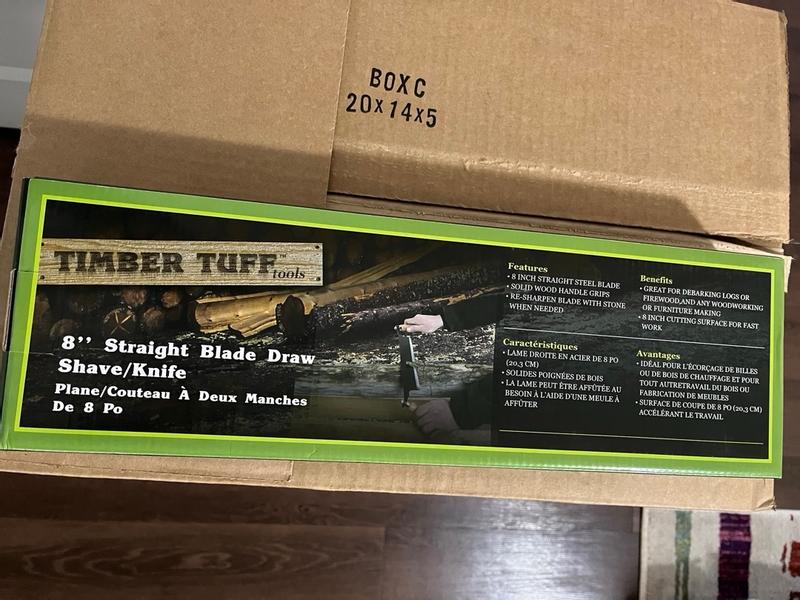 BOX C
20x14x5
TIMBER TUFF™
tools
8’’ Straight Blade Draw
Shave/Knife
Plane/Couteau À Deux Manches
De 8 Po
Features
• 8 INCH STRAIGHT STEEL BLADE
• SOLID WOOD HANDLE GRIPS
• RE-SHARPEN BLADE WITH STONE
WHEN NEEDED
Benefits
• GREAT FOR DEBARKING LOGS OR
FIREWOOD,AND ANY WOODWORKING
OR FURNITURE MAKING
• 8 INCH CUTTING SURFACE FOR FAST
WORK
Caractéristiques
• LAME DROITE EN ACIER DE 8 PO
(20,3 CM)
• SOLIDES POIGNÉES DE BOIS
• LA LAME PEUT ÊTRE AFFÛTÉE AU
BESOIN À L'AIDE D'UNE MEULE À
AFFÛTER
Avantages
• IDÉAL POUR L'ÉCORÇAGE DE BILLES
OU DE BOIS DE CHAUFFAGE ET POUR
TOUT AUTRETRAVAIL DU BOIS OU
FABRICATION DE MEUBLES
• SURFACE DE COUPE DE 8 PO (20,3 CM)
ACCÉLÉRANT LE TRAVAIL